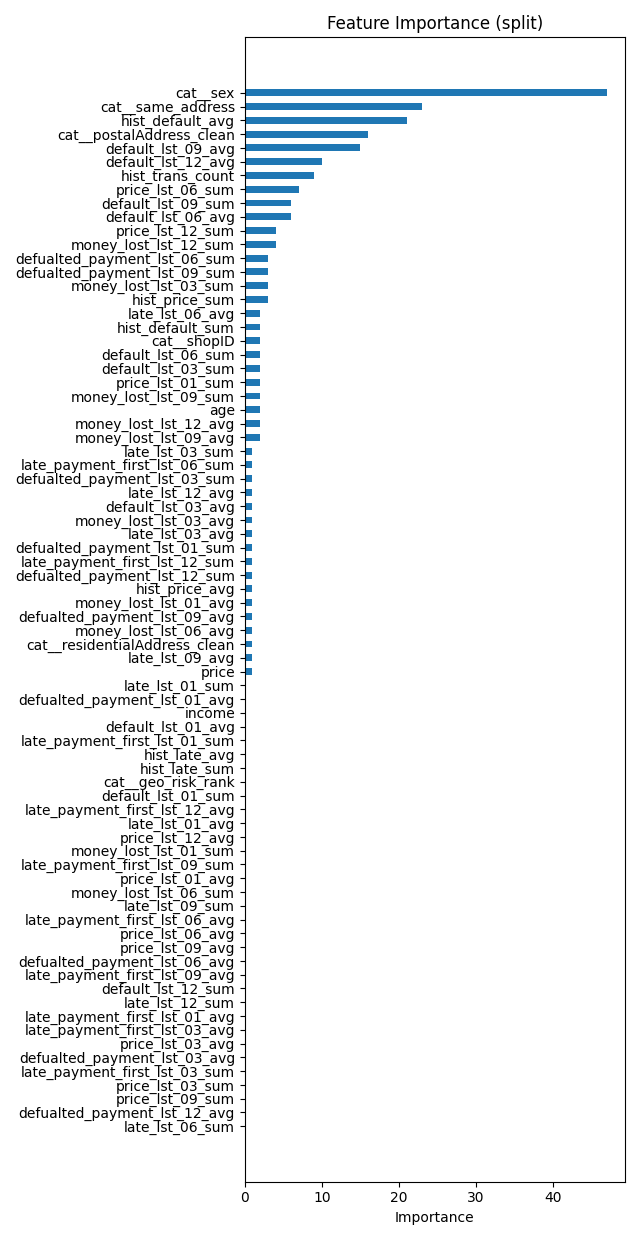 Feature Importance (split)
cat__sex
cat__same_address
hist_default_avg
cat__postalAddress_clean
default_lst_09_avg
default_lst_12_avg
hist_trans_count
price_lst_06_sum
default_lst_09_sum
default_lst_06_avg
price_lst_12_sum
money_lost_lst_12_sum
defualted_payment_lst_06_sum
defualted_payment_lst_09_sum
money_lost_lst_03_sum
hist_price_sum
late_lst_06_avg
hist_default_sum
cat__shopID
default_lst_06_sum
default_lst_03_sum
price_lst_01_sum
money_lost_lst_09_sum
age
money_lost_lst_12_avg
money_lost_lst_09_avg
late_lst_03_sum
late_payment_first_lst_06_sum
defualted_payment_lst_03_sum
late_lst_12_avg
default_lst_03_avg
money_lost_lst_03_avg
late_lst_03_avg
defualted_payment_lst_01_sum
late_payment_first_lst_12_sum
defualted_payment_lst_12_sum
hist_price_avg
money_lost_lst_01_avg
defualted_payment_lst_09_avg
money_lost_lst_06_avg
cat__residentialAddress_clean
late_lst_09_avg
price
late_lst_01_sum
defualted_payment_lst_01_avg
income
default_lst_01_avg
late_payment_first_lst_01_sum
hist_late_avg
hist_late_sum
cat__geo_risk_rank
default_lst_01_sum
late_payment_first_lst_12_avg
late_lst_01_avg
price_lst_12_avg
money_lost_lst_01_sum
late_payment_first_lst_09_sum
price_lst_01_avg
money_lost_lst_06_sum
late_lst_09_sum
late_payment_first_lst_06_avg
price_lst_06_avg
price_lst_09_avg
defualted_payment_lst_06_avg
late_payment_first_lst_09_avg
default_lst_12_sum
late_lst_12_sum
late_payment_first_lst_01_avg
late_payment_first_lst_03_avg
price_lst_03_avg
defualted_payment_lst_03_avg
late_payment_first_lst_03_sum
price_lst_03_sum
price_lst_09_sum
defualted_payment_lst_12_avg
late_lst_06_sum
0 10 20 30 40
Importance